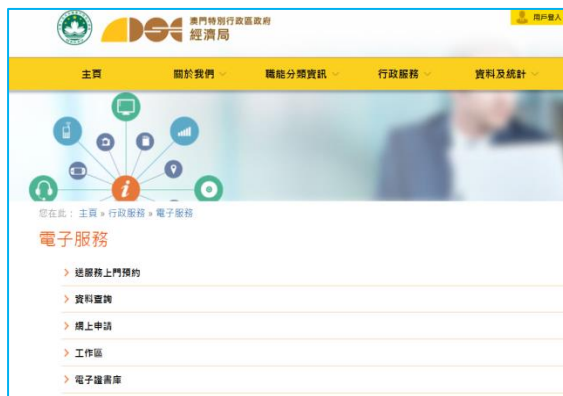 澳門特別行政區政府
經濟局
用戶登入
主頁 關於我們 職能分類資訊 行政服務 資料及統計
您在此： 主頁 » 行政服務 » 電子服務
電子服務
送服務上門預約
資料查詢
網上申請
工作區
電子證書庫